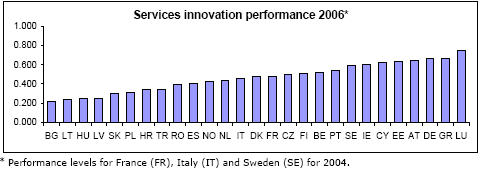 Services innovation performance 2006*
1.000
0.800
0.600
0.400
0.200
0.000
BG LT HU LV SK PL HR TR RO ES NO NL IT DK FR CZ FI BE PT SE IE CY EE AT DE GR LU
* Performance levels for France (FR), Italy (IT) and Sweden (SE) for 2004.